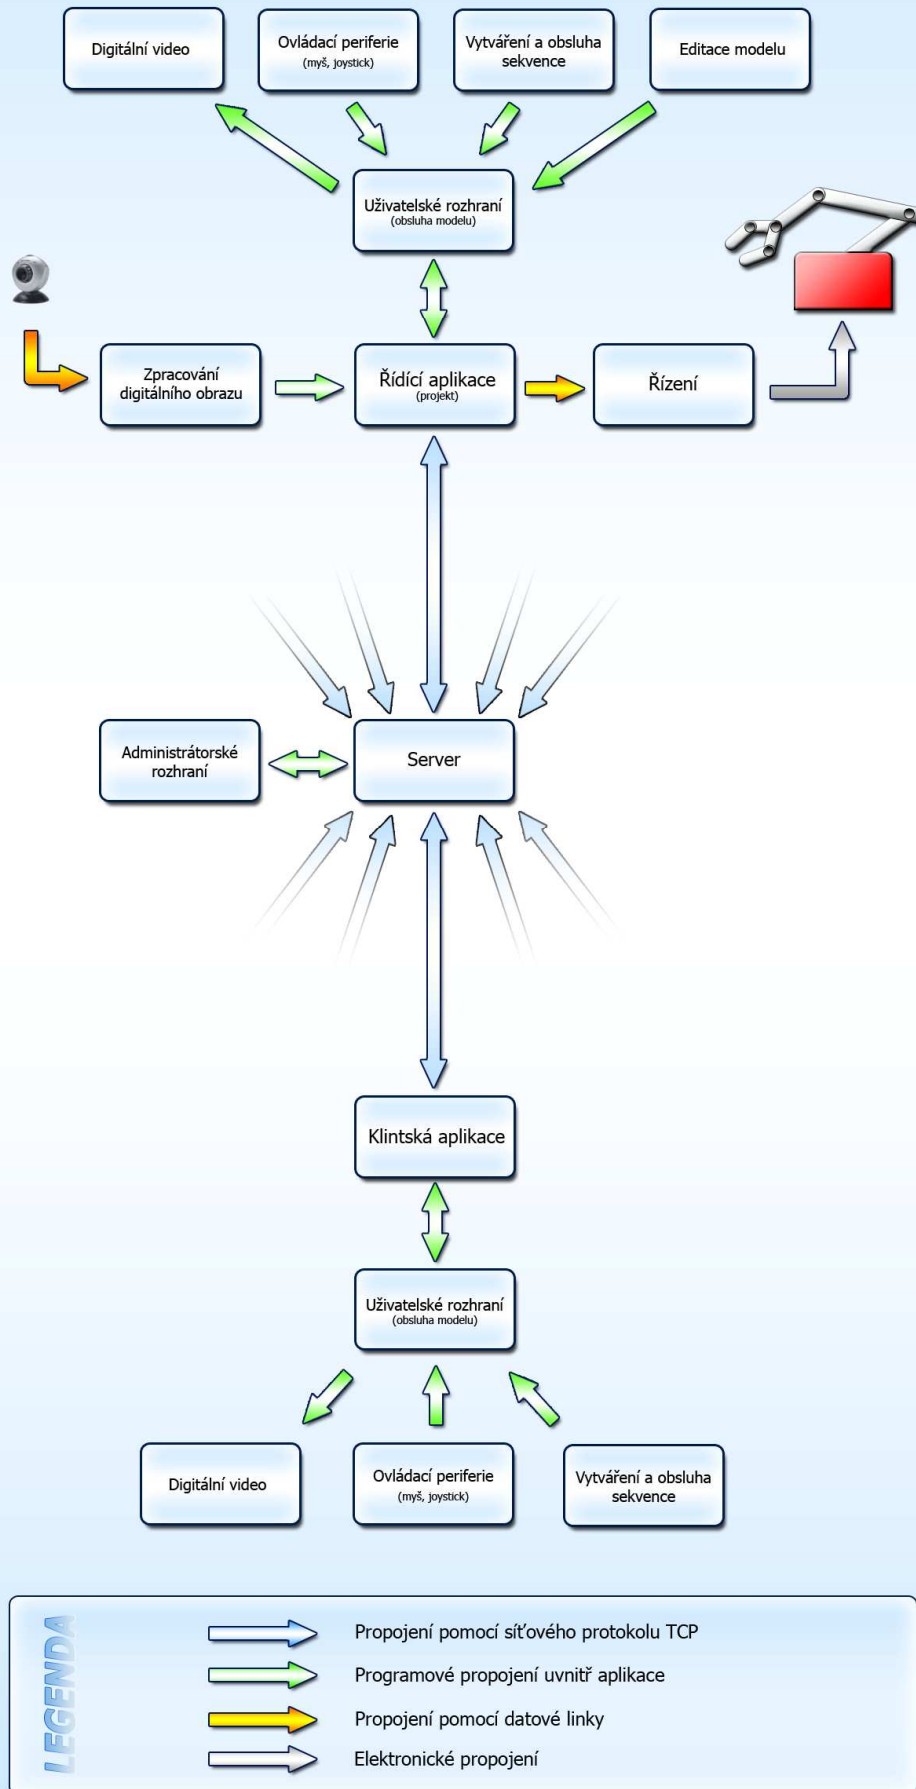 Digitální video
Ovládací periferie
(myš, joystick)
Vytváření a obsluha
sekvence
Editace modelu
Uživatelské rozhraní
(obsluha modelu)
Zpracování
digitálního obrazu
Řídící aplikace
(projekt)
Řízení
Administrátorské
rozhraní
Server
Klintská aplikace
Uživatelské rozhraní
(obsluha modelu)
Digitální video
Ovládací periferie
(myš, joystick)
Vytváření a obsluha
sekvence
LEGENDA
Propojení pomocí síťového protokolu TCP
Programové propojení uvnitř aplikace
Propojení pomocí datové linky
Elektronické propojení